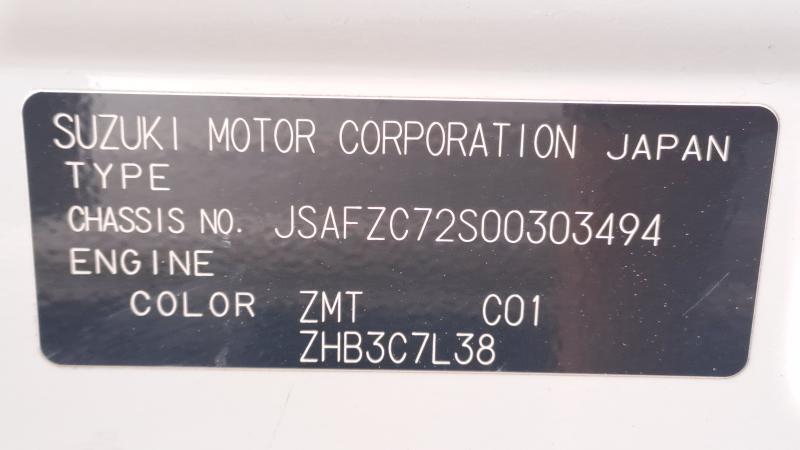 SUZUKI MOTOR CORPORATION JAPAN
TYPE
CHASSIS NO. JSAFZC72S00303494
ENGINE
COLOR ZMT C01
ZHB3C7L38